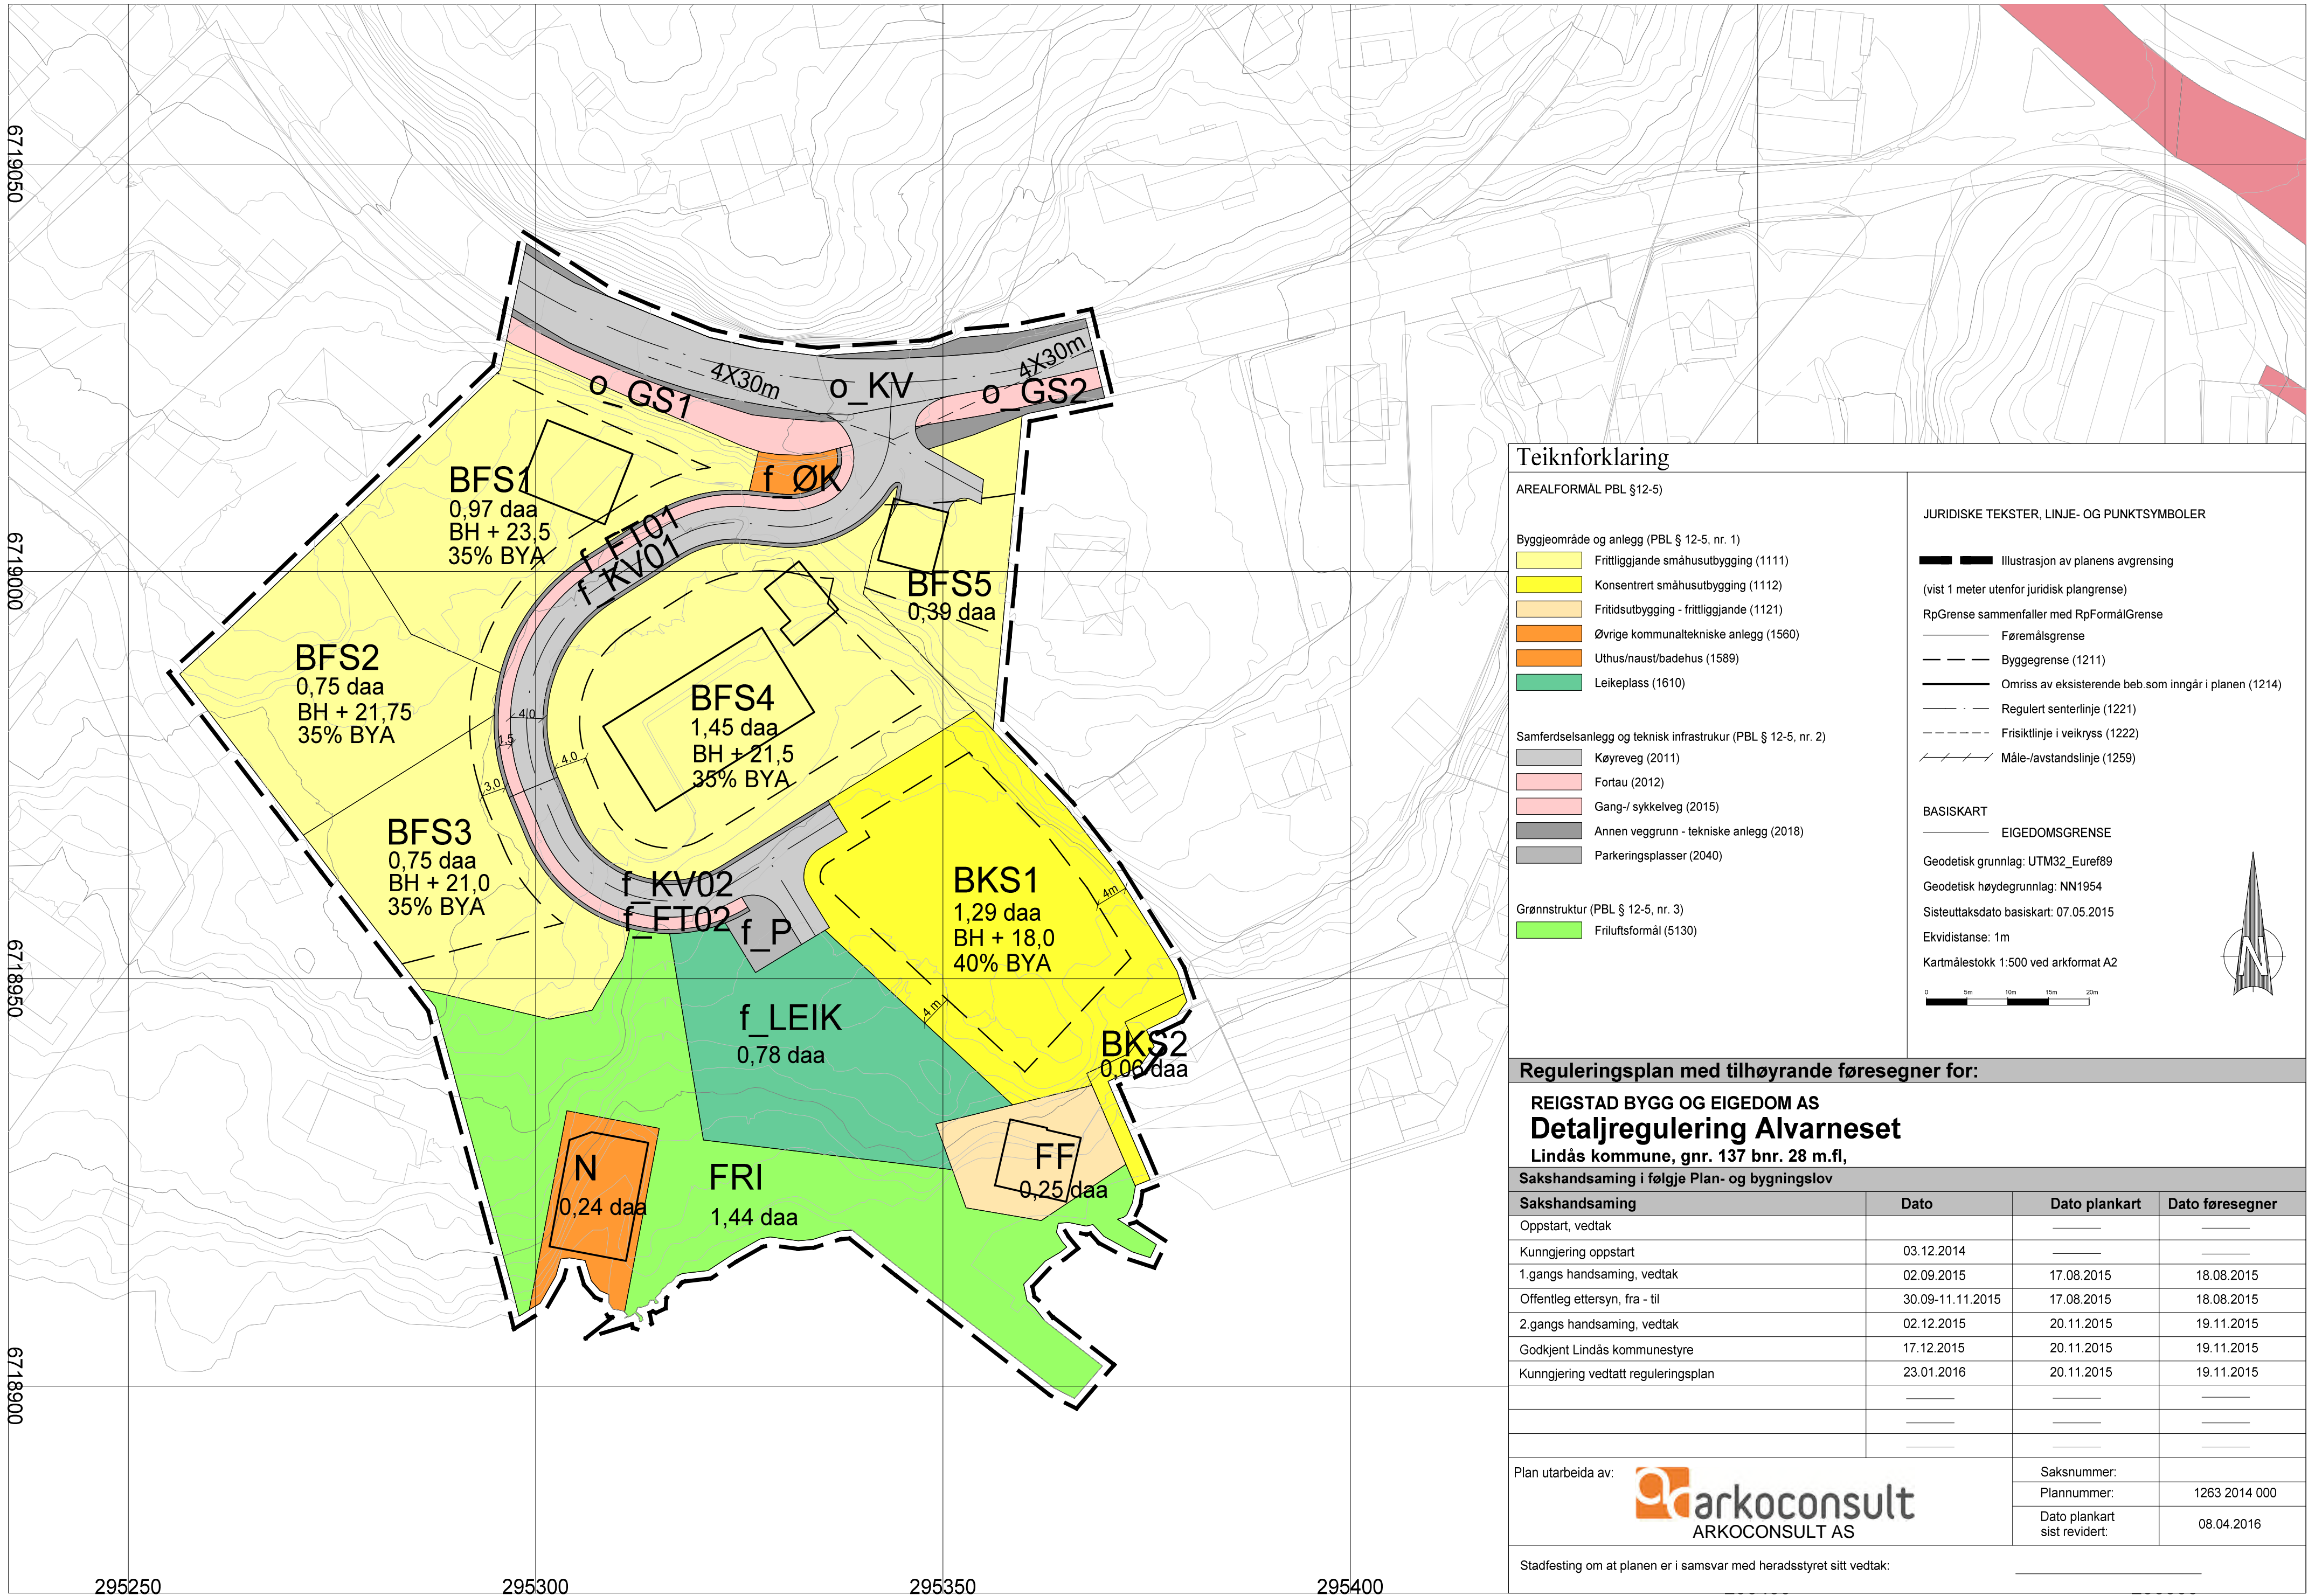 6719050
6719000
6718950
6718900
295250
295300
295350
295400
4X30m
4X30m
o_KV
o_GS1
o_GS2
f_ØK
BFS1
0,97 daa
BH + 23,5
35% BYA
f_FT01
f_KV01
BFS5
0,39 daa
BFS2
0,75 daa
BH + 21,75
35% BYA
BFS4
1,45 daa
BH + 21,5
35% BYA
4,0
1,5
4,0
3,0
BFS3
0,75 daa
BH + 21,0
35% BYA
f_KV02
f_FT02
f_P
BKS1
1,29 daa
BH + 18,0
40% BYA
4m
4 m
f_LEIK
0,78 daa
BKS2
0,06 daa
N
0,24 daa
FRI
1,44 daa
FF
0,25 daa
Teiknforklaring
AREALFORMÅL PBL §12-5)
Byggjeområde og anlegg (PBL § 12-5, nr. 1)
Frittliggjande småhusutbygging (1111)
Konsentrert småhusutbygging (1112)
Fritidsutbygging - frittliggjande (1121)
Øvrige kommunaltekniske anlegg (1560)
Uthus/naust/badehus (1589)
Leikeplass (1610)
Samferdselsanlegg og teknisk infrastrukur (PBL § 12-5, nr. 2)
Køyreveg (2011)
Fortau (2012)
Gang-/ sykkelveg (2015)
Annen veggrunn - tekniske anlegg (2018)
Parkeringsplasser (2040)
Grønnstruktur (PBL § 12-5, nr. 3)
Friluftsformål (5130)
JURIDISKE TEKSTER, LINJE- OG PUNKTSYMBOLER
Illustrasjon av planens avgrensing
(vist 1 meter utenfor juridisk plangrense)
RpGrense sammenfaller med RpFormålGrense
Føremålsgrense
Byggegrense (1211)
Omriss av eksisterende beb.som inngår i planen (1214)
Regulert senterlinje (1221)
Frisiktlinje i veikryss (1222)
Måle-/avstandslinje (1259)
BASISKART
EIGEDOMSGRENSE
Geodetisk grunnlag: UTM32_Euref89
Geodetisk høydegrunnlag: NN1954
Sisteuttaksdato basiskart: 07.05.2015
Ekvidistanse: 1m
Kartmålestokk 1:500 ved arkformat A2
0 5m 10m 15m 20m
N
Reguleringsplan med tilhøyrande føresegner for:
REIGSTAD BYGG OG EIGEDOM AS
Detaljregulering Alvarneset
Lindås kommune, gnr. 137 bnr. 28 m.fl,
Sakshandsaming i følgje Plan- og bygningslov
Sakshandsaming Dato Dato plankart Dato føresegner
Oppstart, vedtak
Kunngjering oppstart 03.12.2014
1.gangs handsaming, vedtak 02.09.2015 17.08.2015 18.08.2015
Offentleg ettersyn, fra - til 30.09-11.11.2015 17.08.2015 18.08.2015
2.gangs handsaming, vedtak 02.12.2015 20.11.2015 19.11.2015
Godkjent Lindås kommunestyre 17.12.2015 20.11.2015 19.11.2015
Kunngjering vedtatt reguleringsplan 23.01.2016 20.11.2015 19.11.2015
Plan utarbeida av:
arkoconsult
ARKOCONSULT AS
Saksnummer:
Plannummer: 1263 2014 000
Dato plankart
sist revidert: 08.04.2016
Stadfesting om at planen er i samsvar med heradsstyret sitt vedtak: